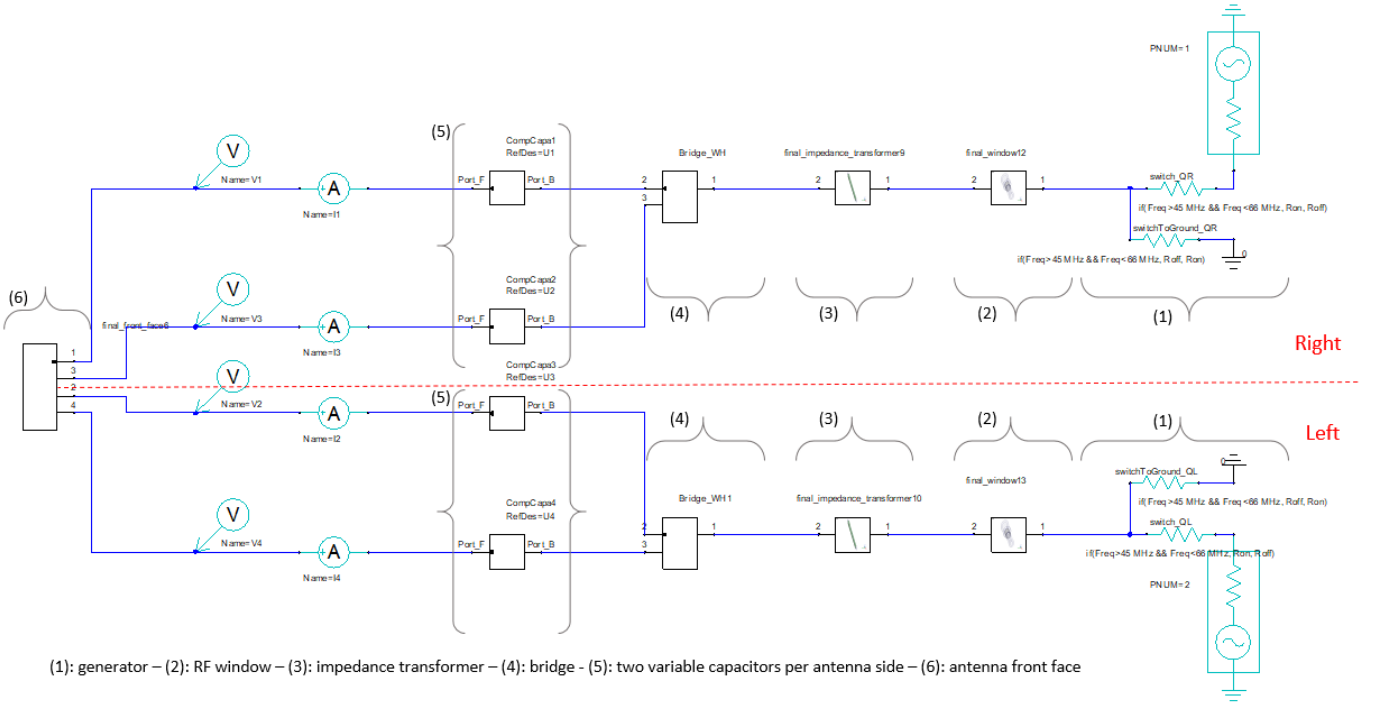 PNUM=1
V
Name=V1
A
Name=I1
(5)
CompCapa1
RefDes=U1
Port_F
Port_B
Bridge_WH
2
3
1
final_impedance_transformer9
2
1
final_window12
2
1
switch_QR
if(Freq >45 MHz && Freq <66 MHz, Ron, Roff)
switchToGround_QR
0
if(Freq>45 MHz && Freq<66 MHz, Roff, Ron)
(6)
final_front_face6
V
Name=V3
A
Name=I3
CompCapa2
RefDes=U2
Port_F
Port_B
(4)
(3)
(2)
(1)
Right
1
3
2
4
V
Name=V2
A
Name=I2
CompCapa3
RefDes=U3
(5)
Port_F
Port_B
(4)
(3)
(2)
(1)
Left
V
Name=V4
A
Name=I4
CompCapa4
RefDes=U4
Port_F
Port_B
Bridge_WH1
2
3
1
final_impedance_transformer10
2
1
final_window13
2
1
switchToGround_QL
0
if(Freq >45 MHz && Freq <66 MHz, Roff, Ron)
switch_QL
if(Freq>45 MHz && Freq<66 MHz, Ron, Roff)
PNUM=2
(1): generator – (2): RF window – (3): impedance transformer – (4): bridge - (5): two variable capacitors per antenna side – (6): antenna front face